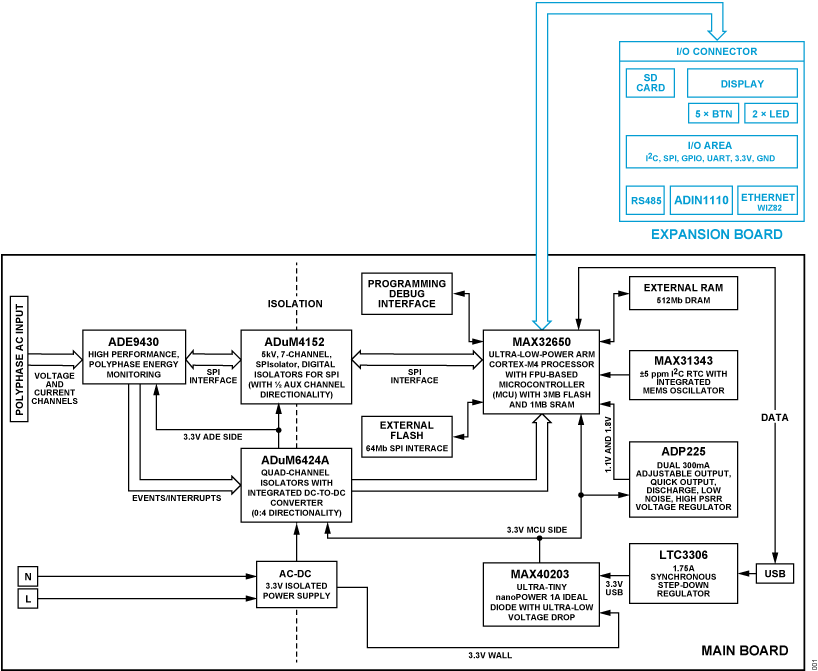 I/O CONNECTOR
SD
CARD
DISPLAY
5 × BTN
2 × LED
I/O AREA
I²C, SPI, GPIO, UART, 3.3V, GND
RS485
ADIN1110
ETHERNET
WIZ82
EXPANSION BOARD
POLYPHASE AC INPUT
VOLTAGE
AND
CURRENT
CHANNELS
ADE9430
HIGH PERFORMANCE,
POLYPHASE ENERGY
MONITORING
SPI
INTERFACE
ISOLATION
ADuM4152
5kV, 7-CHANNEL,
SPIsolator, DIGITAL
ISOLATORS FOR SPI
(WITH ½ AUX CHANNEL
DIRECTIONALITY)
SPI
INTERFACE
PROGRAMMING
DEBUG
INTERFACE
MAX32650
ULTRA-LOW-POWER ARM
CORTEX-M4 PROCESSOR
WITH FPU-BASED
MICROCONTROLLER
(MCU) WITH 3MB FLASH
AND 1MB SRAM
EXTERNAL RAM
512Mb DRAM
MAX31343
±5 ppm I²C RTC WITH
INTEGRATED
MEMS OSCILLATOR
DATA
EXTERNAL
FLASH
64Mb SPI INTERACE
3.3V ADE SIDE
ADuM6424A
QUAD-CHANNEL
ISOLATORS WITH
INTEGRATED DC-TO-DC
CONVERTER
(0:4 DIRECTIONALITY)
EVENTS/INTERRUPTS
1.1V AND 1.8V
ADP225
DUAL 300mA
ADJUSTABLE OUTPUT,
QUICK OUTPUT,
DISCHARGE, LOW
NOISE, HIGH PSRR
VOLTAGE REGULATOR
3.3V MCU SIDE
N
L
AC-DC
3.3V ISOLATED
POWER SUPPLY
MAX40203
ULTRA-TINY
nanoPOWER 1A IDEAL
DIODE WITH ULTRA-LOW
VOLTAGE DROP
3.3V
USB
LTC3306
1.75A
SYNCHRONOUS
STEP-DOWN
REGULATOR
USB
3.3V WALL
MAIN BOARD
001